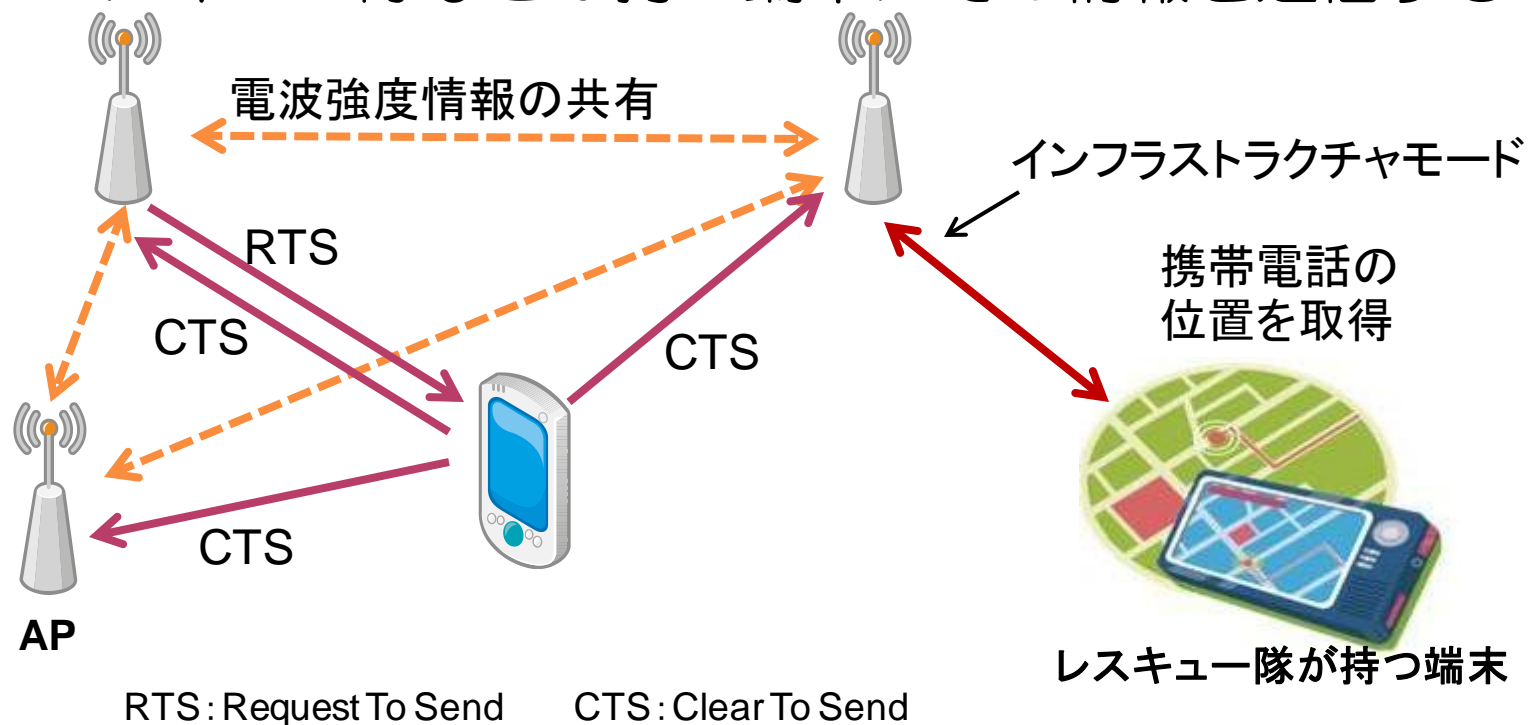 電波強度情報の共有
インフラストラクチャモード
RTS
携帯電話の
位置を取得
CTS
CTS
CTS
AP
レスキュー隊が持つ端末
RTS:Request To Send CTS:Clear To Send